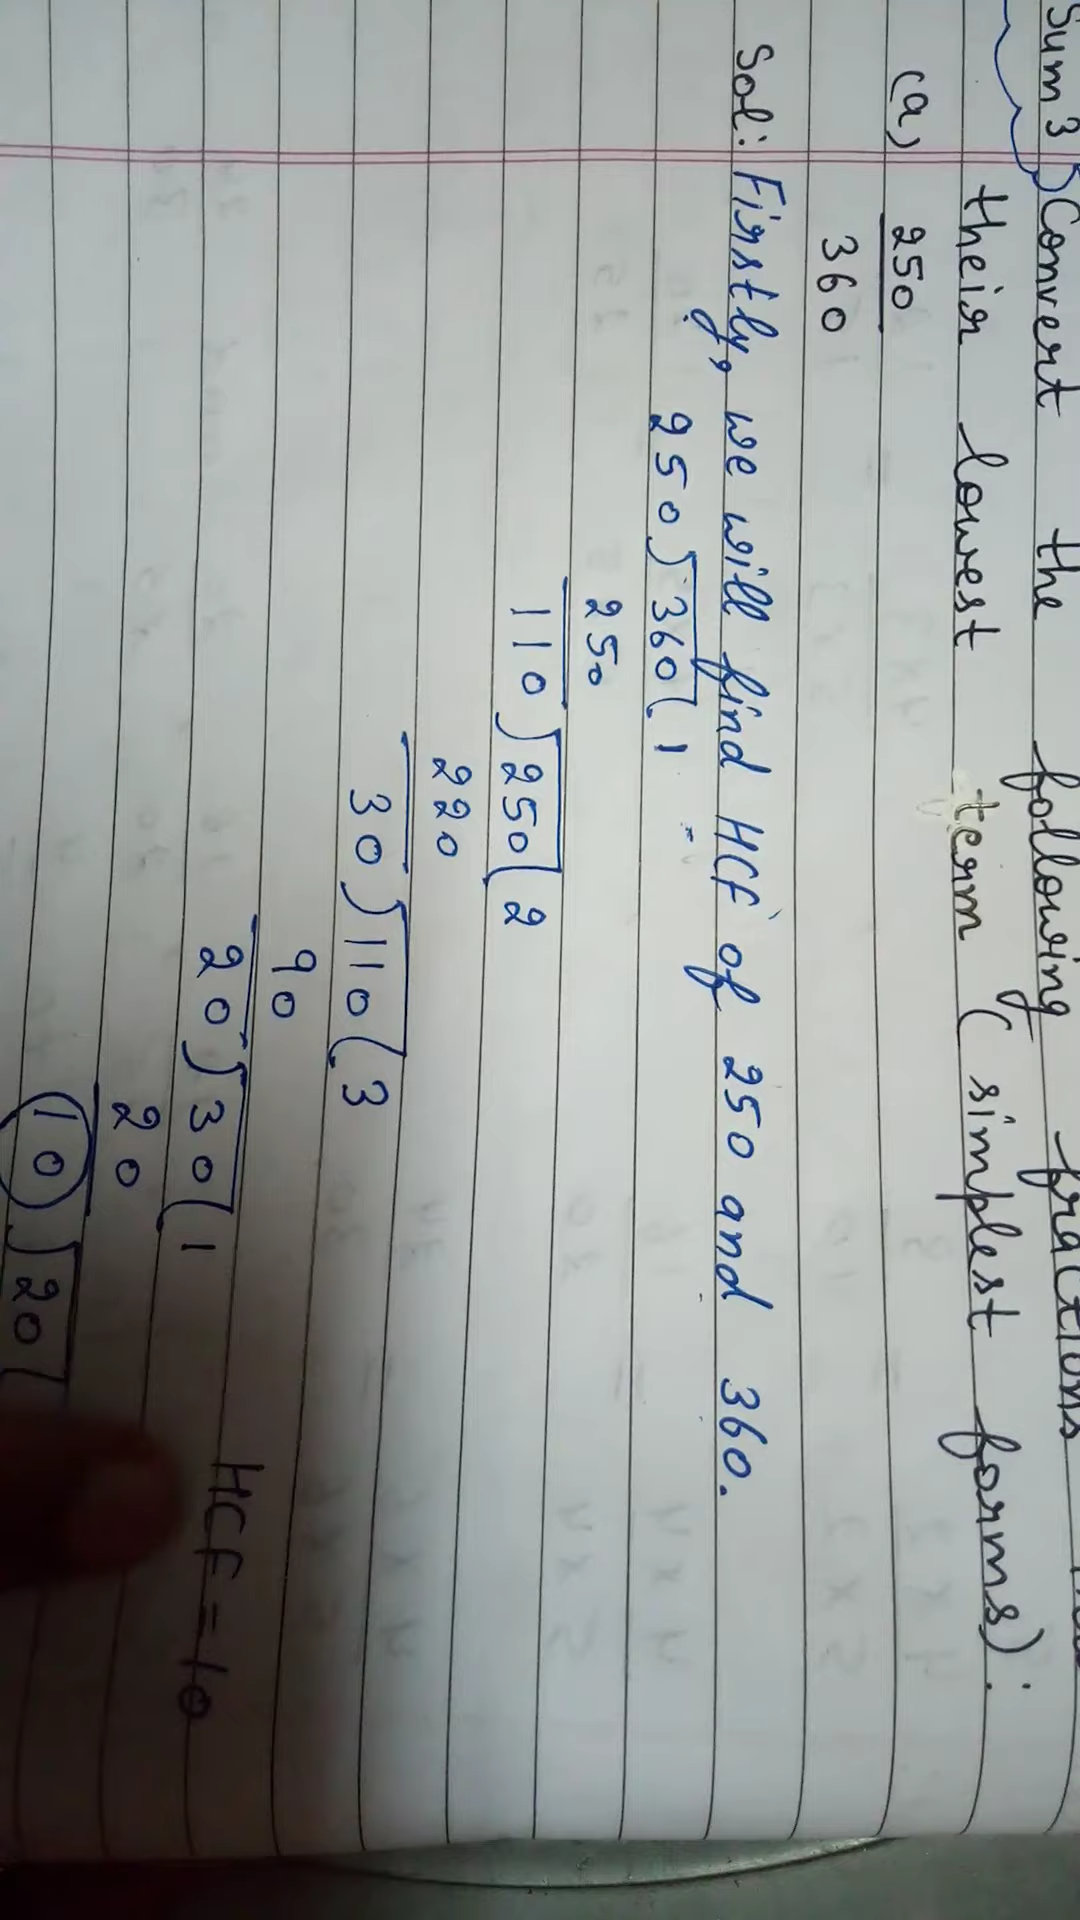 Sum 3) Convert the following fractions
their lowest term (simplest forms):
(a) 250
360
Sol: Firstly, we will find HCF of 250 and 360.
250)360(1
250
110)250(2
220
30)110(3
90
20)30(1
20
10)20(
HCF = 10